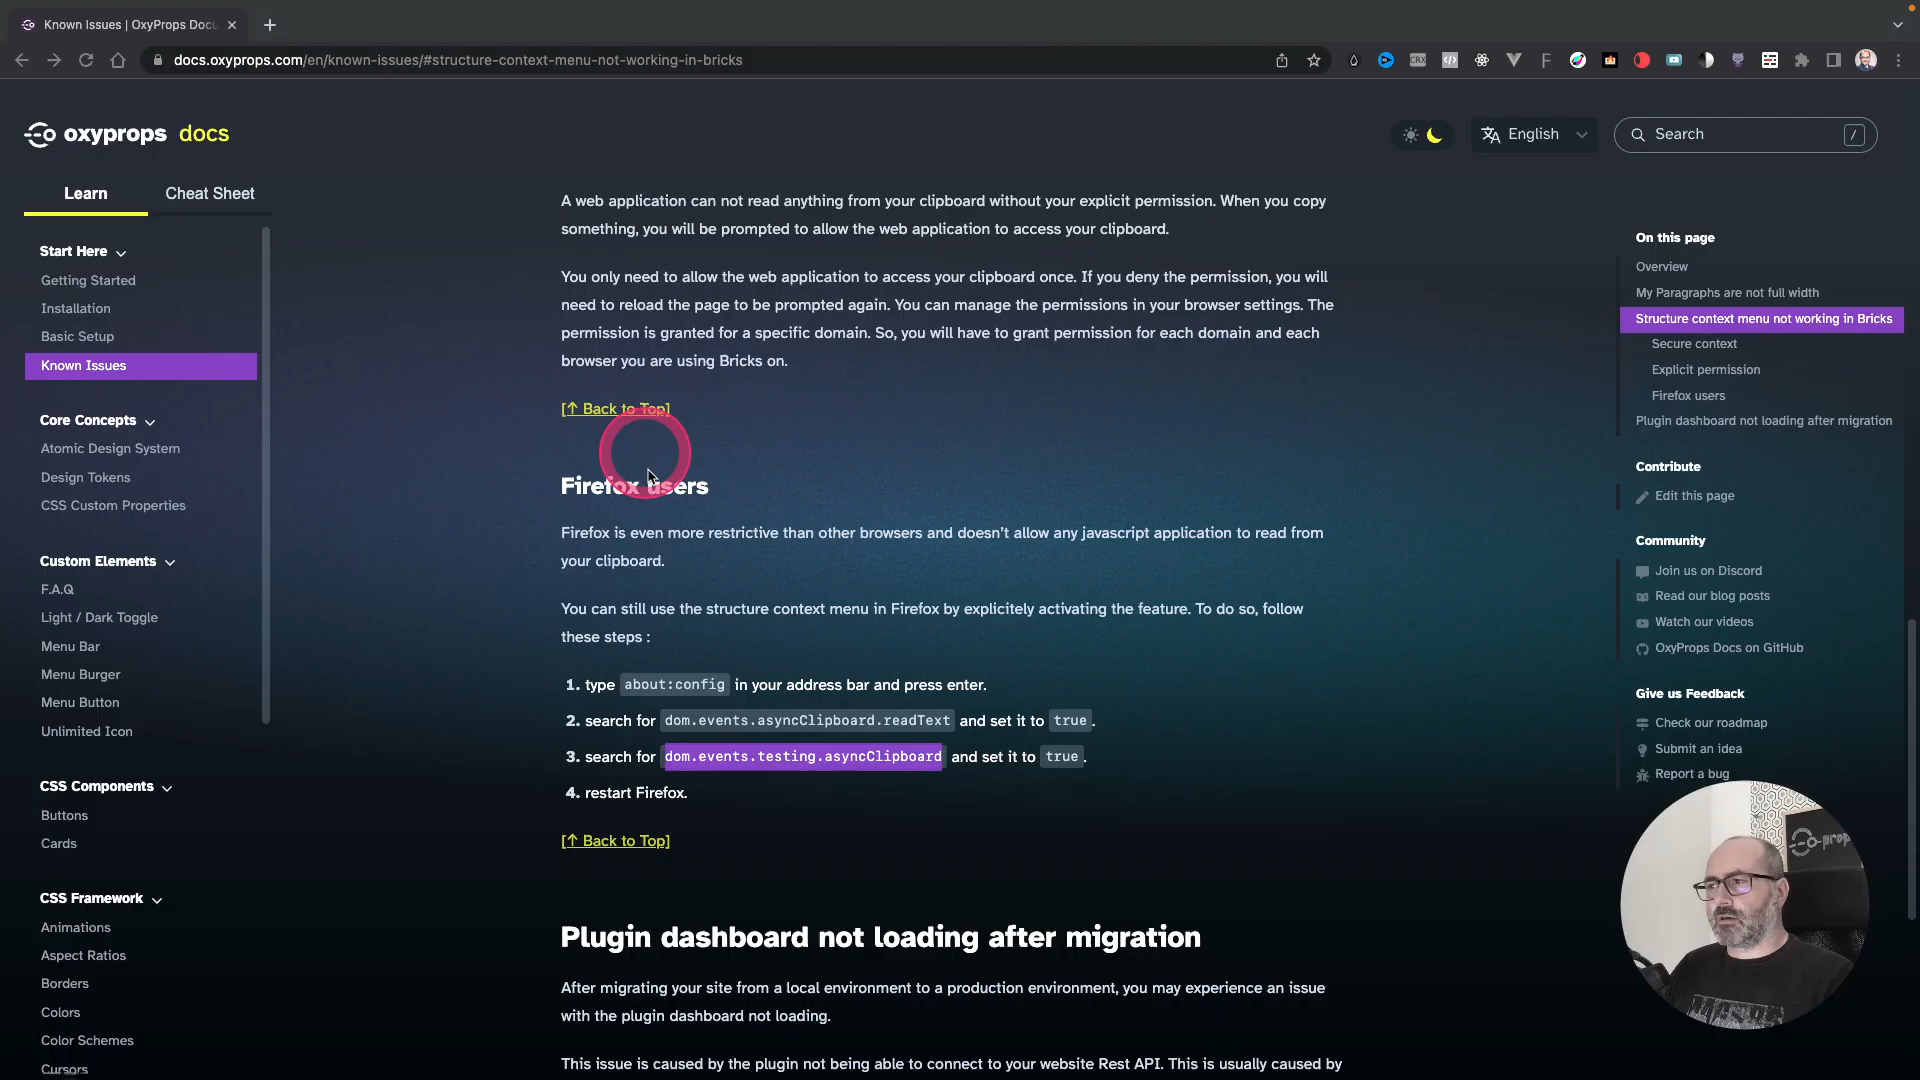 Known Issues | OxyProps Docu
docs.oxyprops.com/en/known-issues/#structure-context-menu-not-working-in-bricks
oxyprops docs
English
Search
/
Learn
Cheat Sheet
Start Here
Getting Started
Installation
Basic Setup
Known Issues
Core Concepts
Atomic Design System
Design Tokens
CSS Custom Properties
Custom Elements
F.A.Q
Light / Dark Toggle
Menu Bar
Menu Burger
Menu Button
Unlimited Icon
CSS Components
Buttons
Cards
CSS Framework
Animations
Aspect Ratios
Borders
Colors
Color Schemes
Cursors
A web application can not read anything from your clipboard without your explicit permission. When you copy
something, you will be prompted to allow the web application to access your clipboard.
You only need to allow the web application to access your clipboard once. If you deny the permission, you will
need to reload the page to be prompted again. You can manage the permissions in your browser settings. The
permission is granted for a specific domain. So, you will have to grant permission for each domain and each
browser you are using Bricks on.
[↑ Back to Top]
Firefox users
Firefox is even more restrictive than other browsers and doesn't allow any javascript application to read from
your clipboard.
You can still use the structure context menu in Firefox by explicitely activating the feature. To do so, follow
these steps :
1. type about:config in your address bar and press enter.
2. search for dom.events.asyncClipboard.readText and set it to true.
3. search for dom.events.testing.asyncClipboard and set it to true.
4. restart Firefox.
[↑ Back to Top]
Plugin dashboard not loading after migration
After migrating your site from a local environment to a production environment, you may experience an issue
with the plugin dashboard not loading.
This issue is caused by the plugin not being able to connect to your website Rest API. This is usually caused by
On this page
Overview
My Paragraphs are not full width
Structure context menu not working in Bricks
Secure context
Explicit permission
Firefox users
Plugin dashboard not loading after migration
Contribute
Edit this page
Community
Join us on Discord
Read our blog posts
Watch our videos
OxyProps Docs on GitHub
Give us Feedback
Check our roadmap
Submit an idea
Report a bug